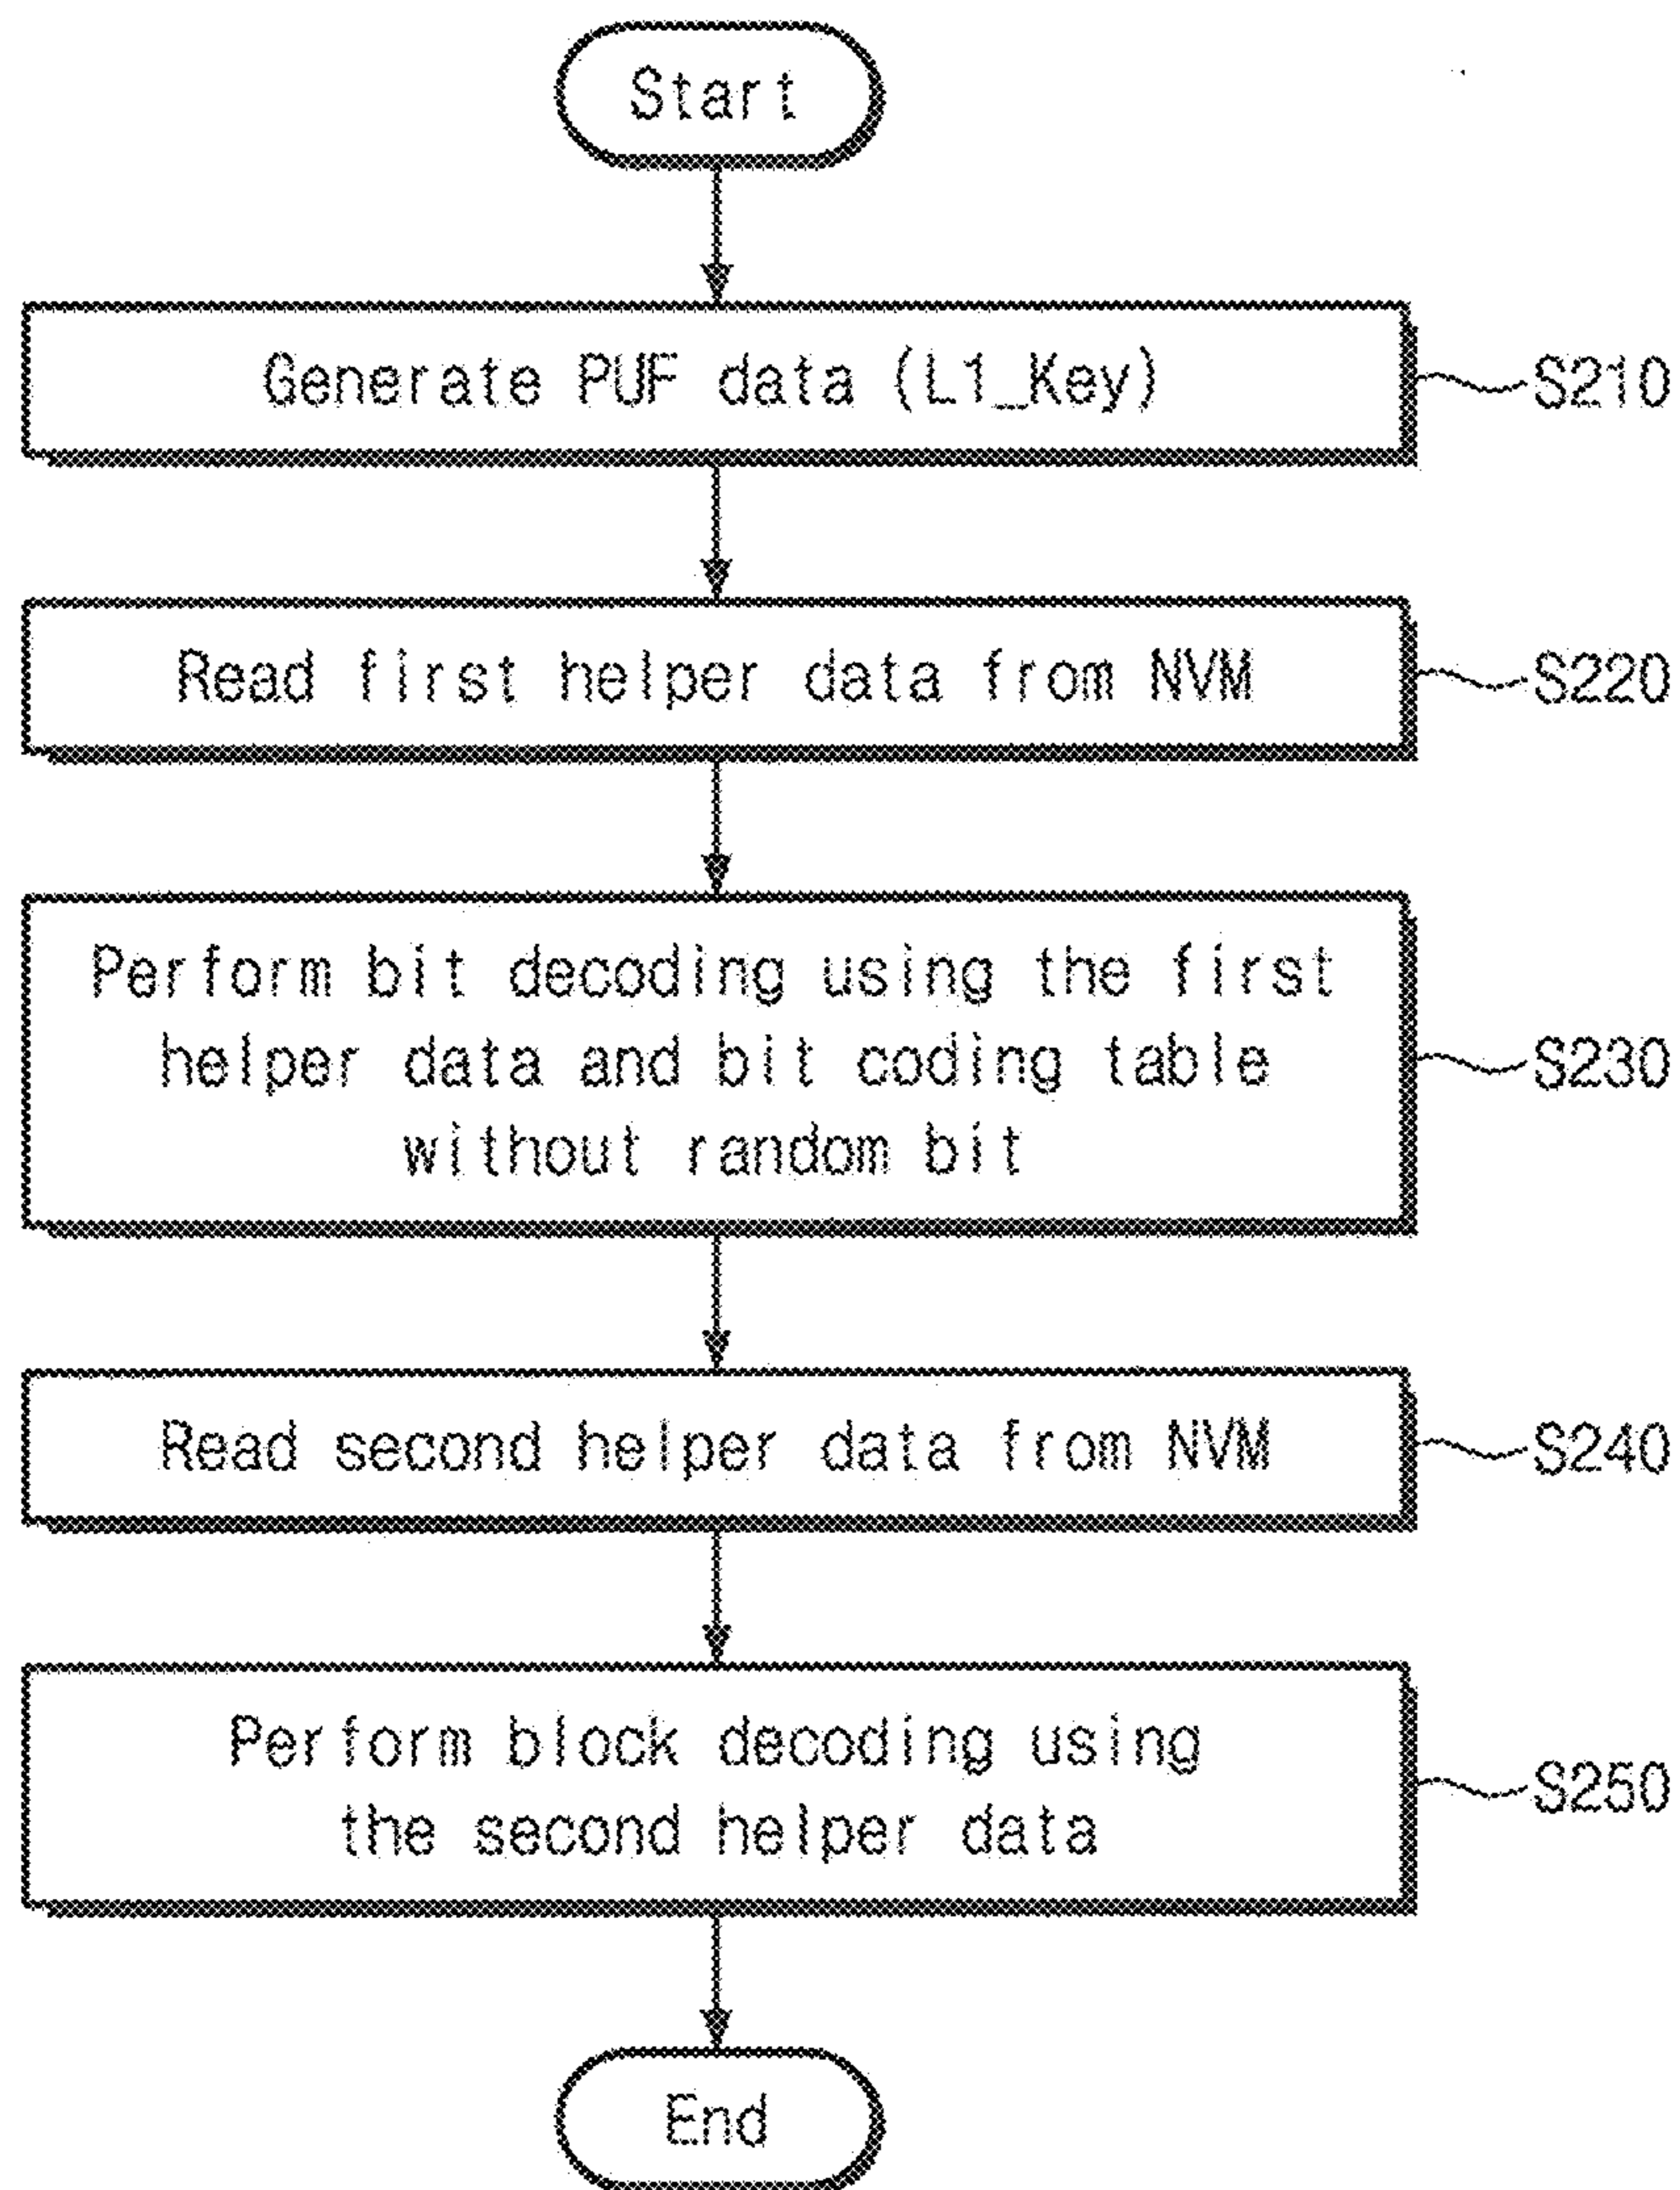 Start
Generate PUF data (L1_Key)
S210
Read first helper data from NVM
S220
Perform bit decoding using the first
helper data and bit coding table
without random bit
S230
Read second helper data from NVM
S240
Perform block decoding using
the second helper data
S250
End